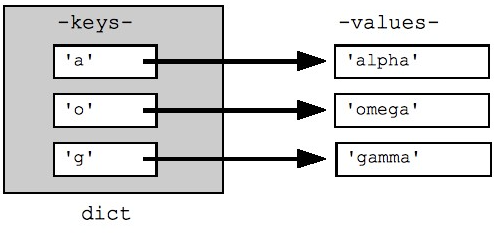 -keys- -values-
'a' 'alpha'
'o' 'omega'
'g' 'gamma'
dict